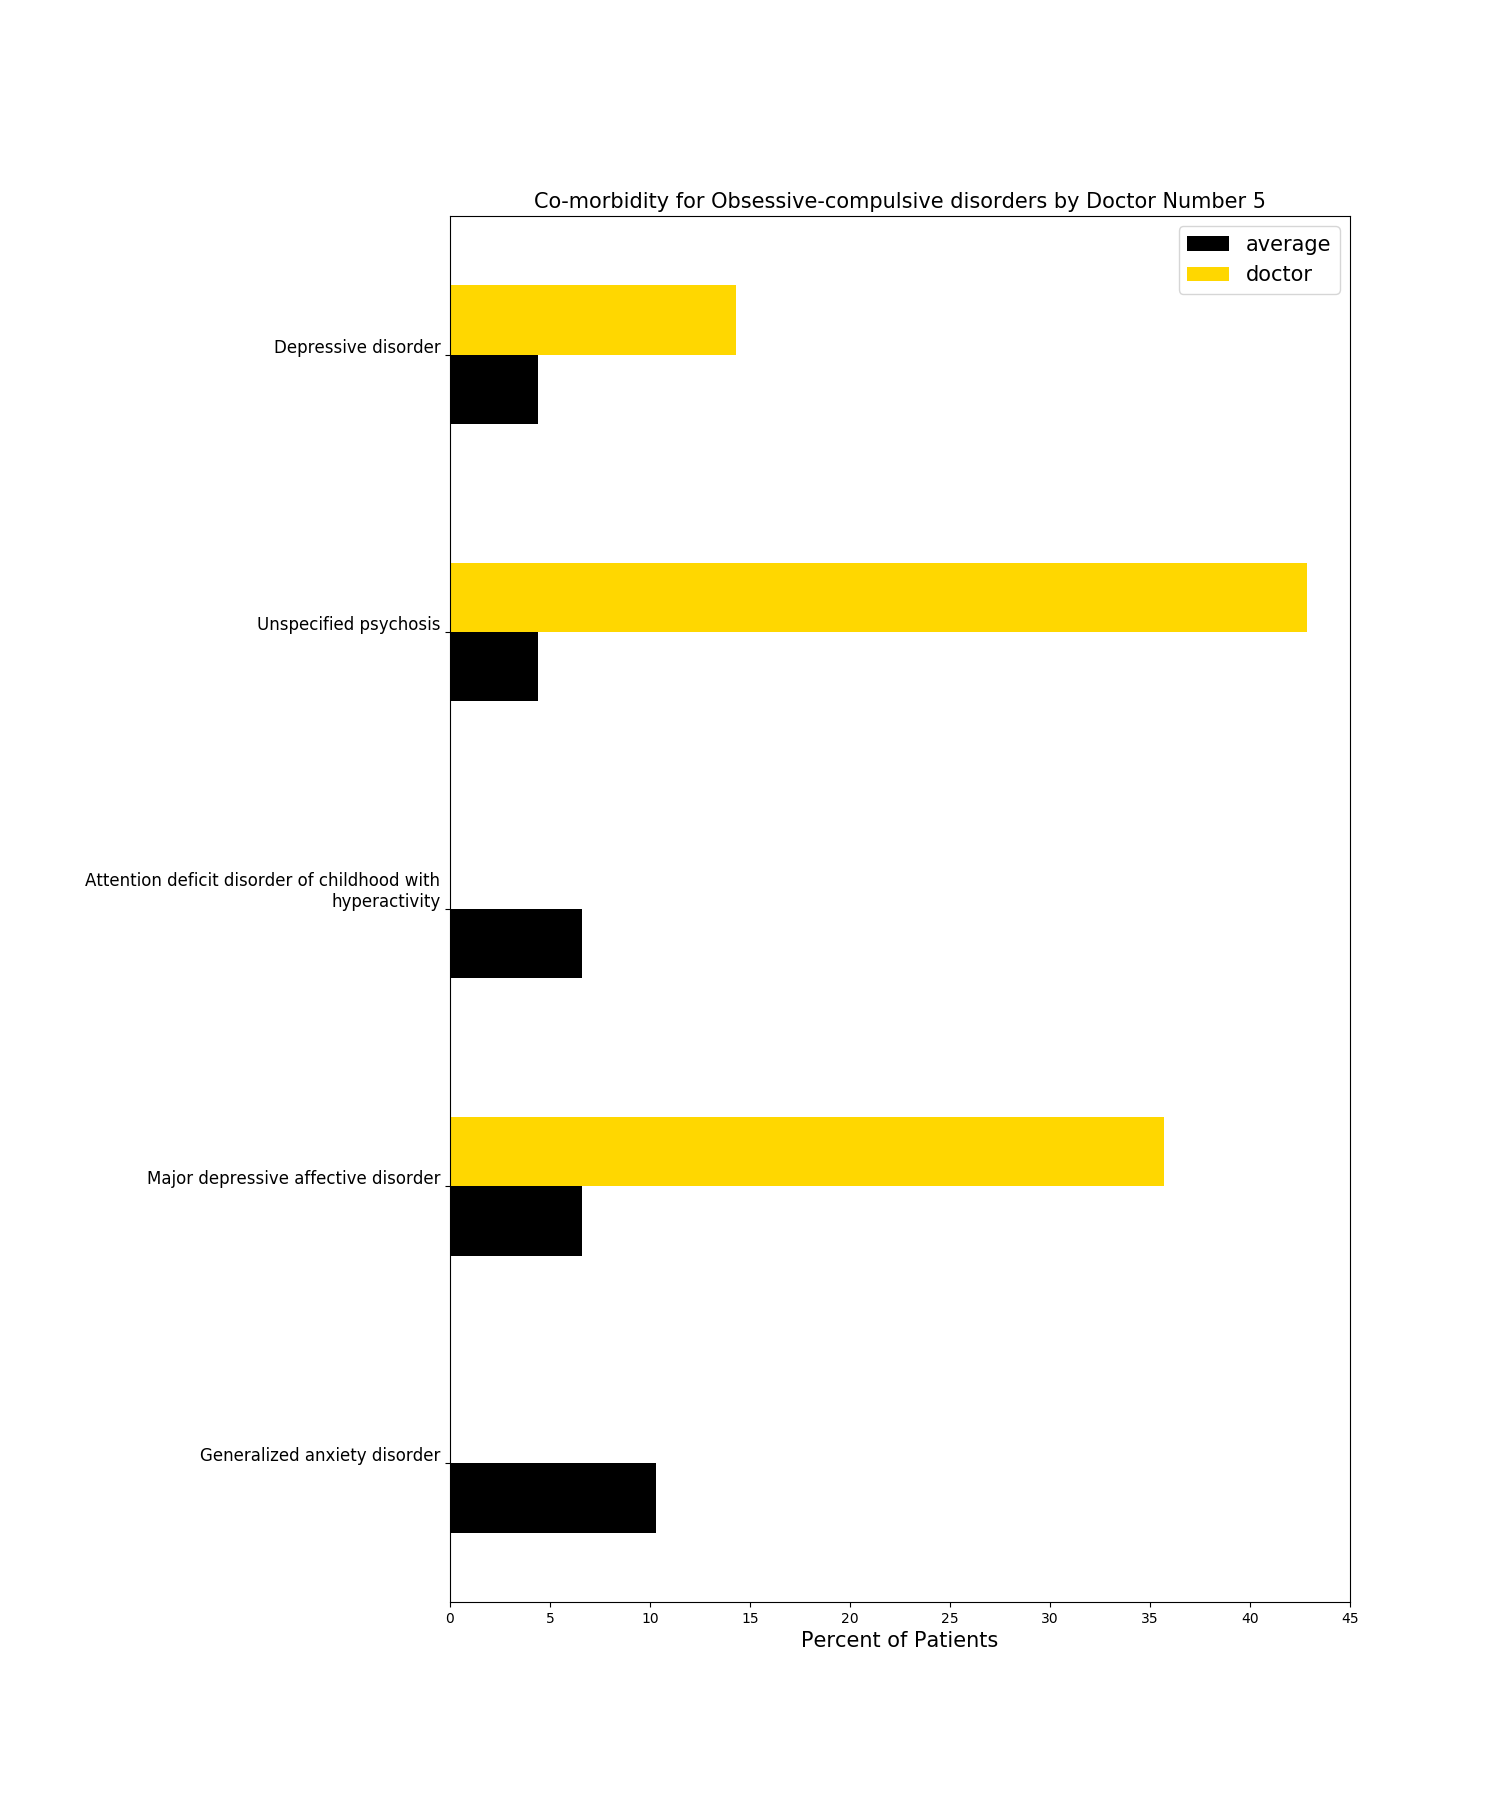 Co-morbidity for Obsessive-compulsive disorders by Doctor Number 5
average
doctor
Depressive disorder
Unspecified psychosis
Attention deficit disorder of childhood with
hyperactivity
Major depressive affective disorder
Generalized anxiety disorder
0 5 10 15 20 25 30 35 40 45
Percent of Patients